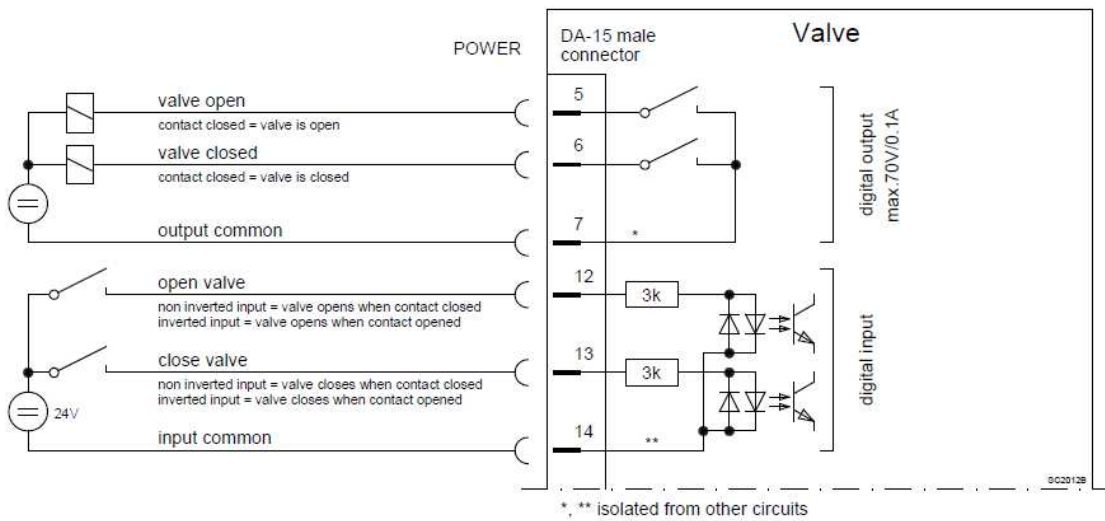 Valve
DA-15 male
connector
POWER
valve open
contact closed = valve is open
valve closed
contact closed = valve is closed
output common
5
6
7
*
digital output
max.70V/0.1A
open valve
non inverted input = valve opens when contact closed
inverted input = valve opens when contact opened
close valve
non inverted input = valve closes when contact closed
inverted input = valve closes when contact opened
24V
input common
12
3k
13
3k
14
**
digital input
SC2012B
*, ** isolated from other circuits